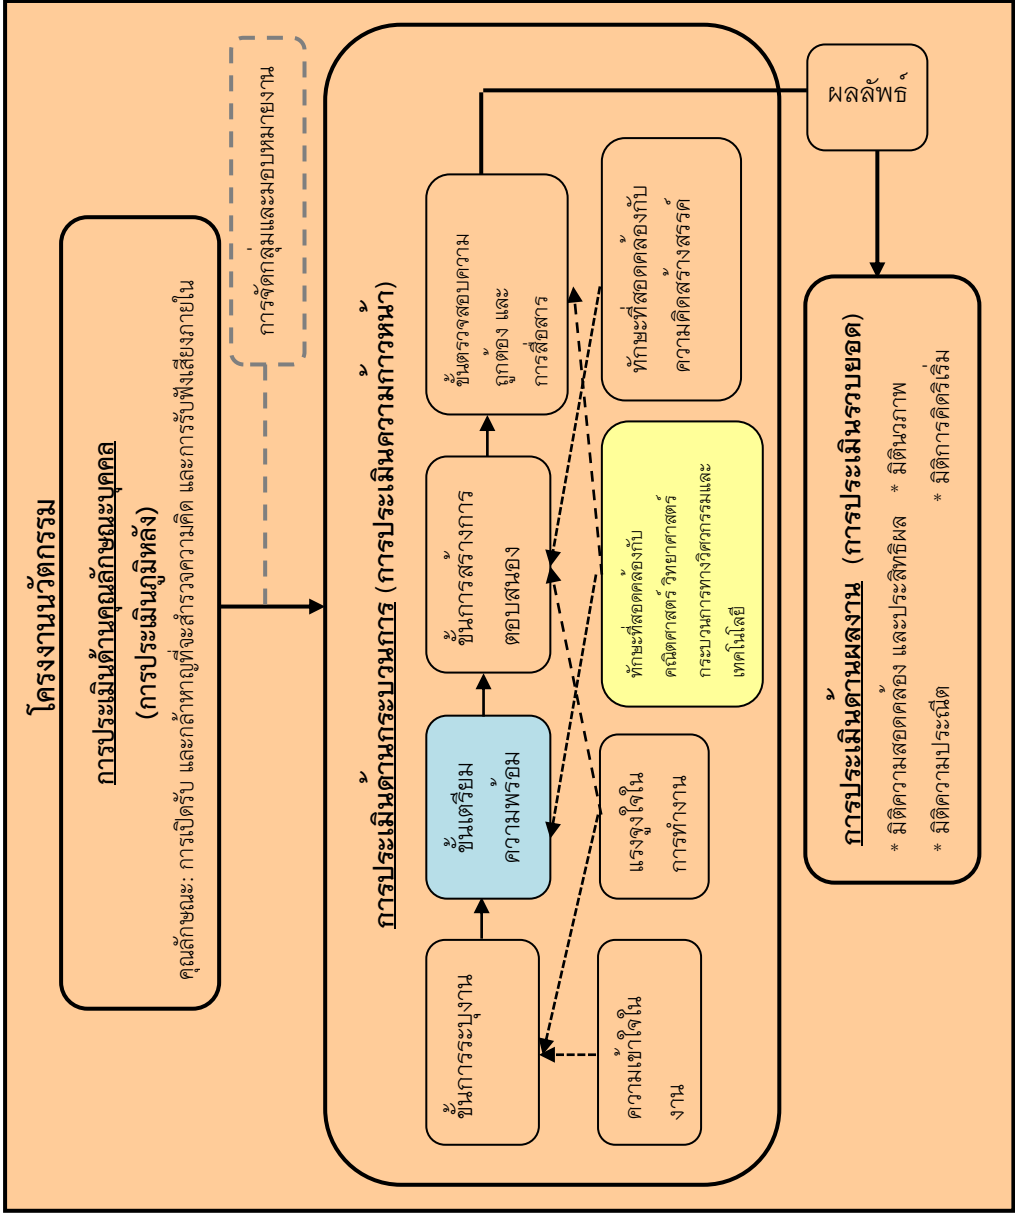 โครงงานนวัตกรรม
การประเมินด้านคุณลักษณะบุคคล
(การประเมินภูมิหลัง)
คุณลักษณะ: การเปิดรับ และกล้าหาญที่จะสำรวจความคิด และการรับฟังเสียงภายใน
การจัดกลุ่มและมอบหมายงาน
การประเมินด้านกระบวนการ (การประเมินความก้าวหน้า)
ขั้นการระบุงาน
ขั้นเตรียม
ความพร้อม
ขั้นการสร้างการ
ตอบสนอง
ขั้นตรวจสอบความ
ถูกต้อง และ
การสื่อสาร
ความเข้าใจใน
งาน
แรงจูงใจใน
การทำงาน
ทักษะที่สอดคล้องกับ
คณิตศาสตร์ วิทยาศาสตร์
กระบวนการทางวิศวกรรมและ
เทคโนโลยี
ทักษะที่สอดคล้องกับ
ความคิดสร้างสรรค์
ผลลัพธ์
การประเมินด้านผลงาน (การประเมินรวบยอด)
* มิติความสอดคล้อง และประสิทธิผล * มิตินวภาพ
* มิติความประณีต * มิติการคิดริเริ่ม